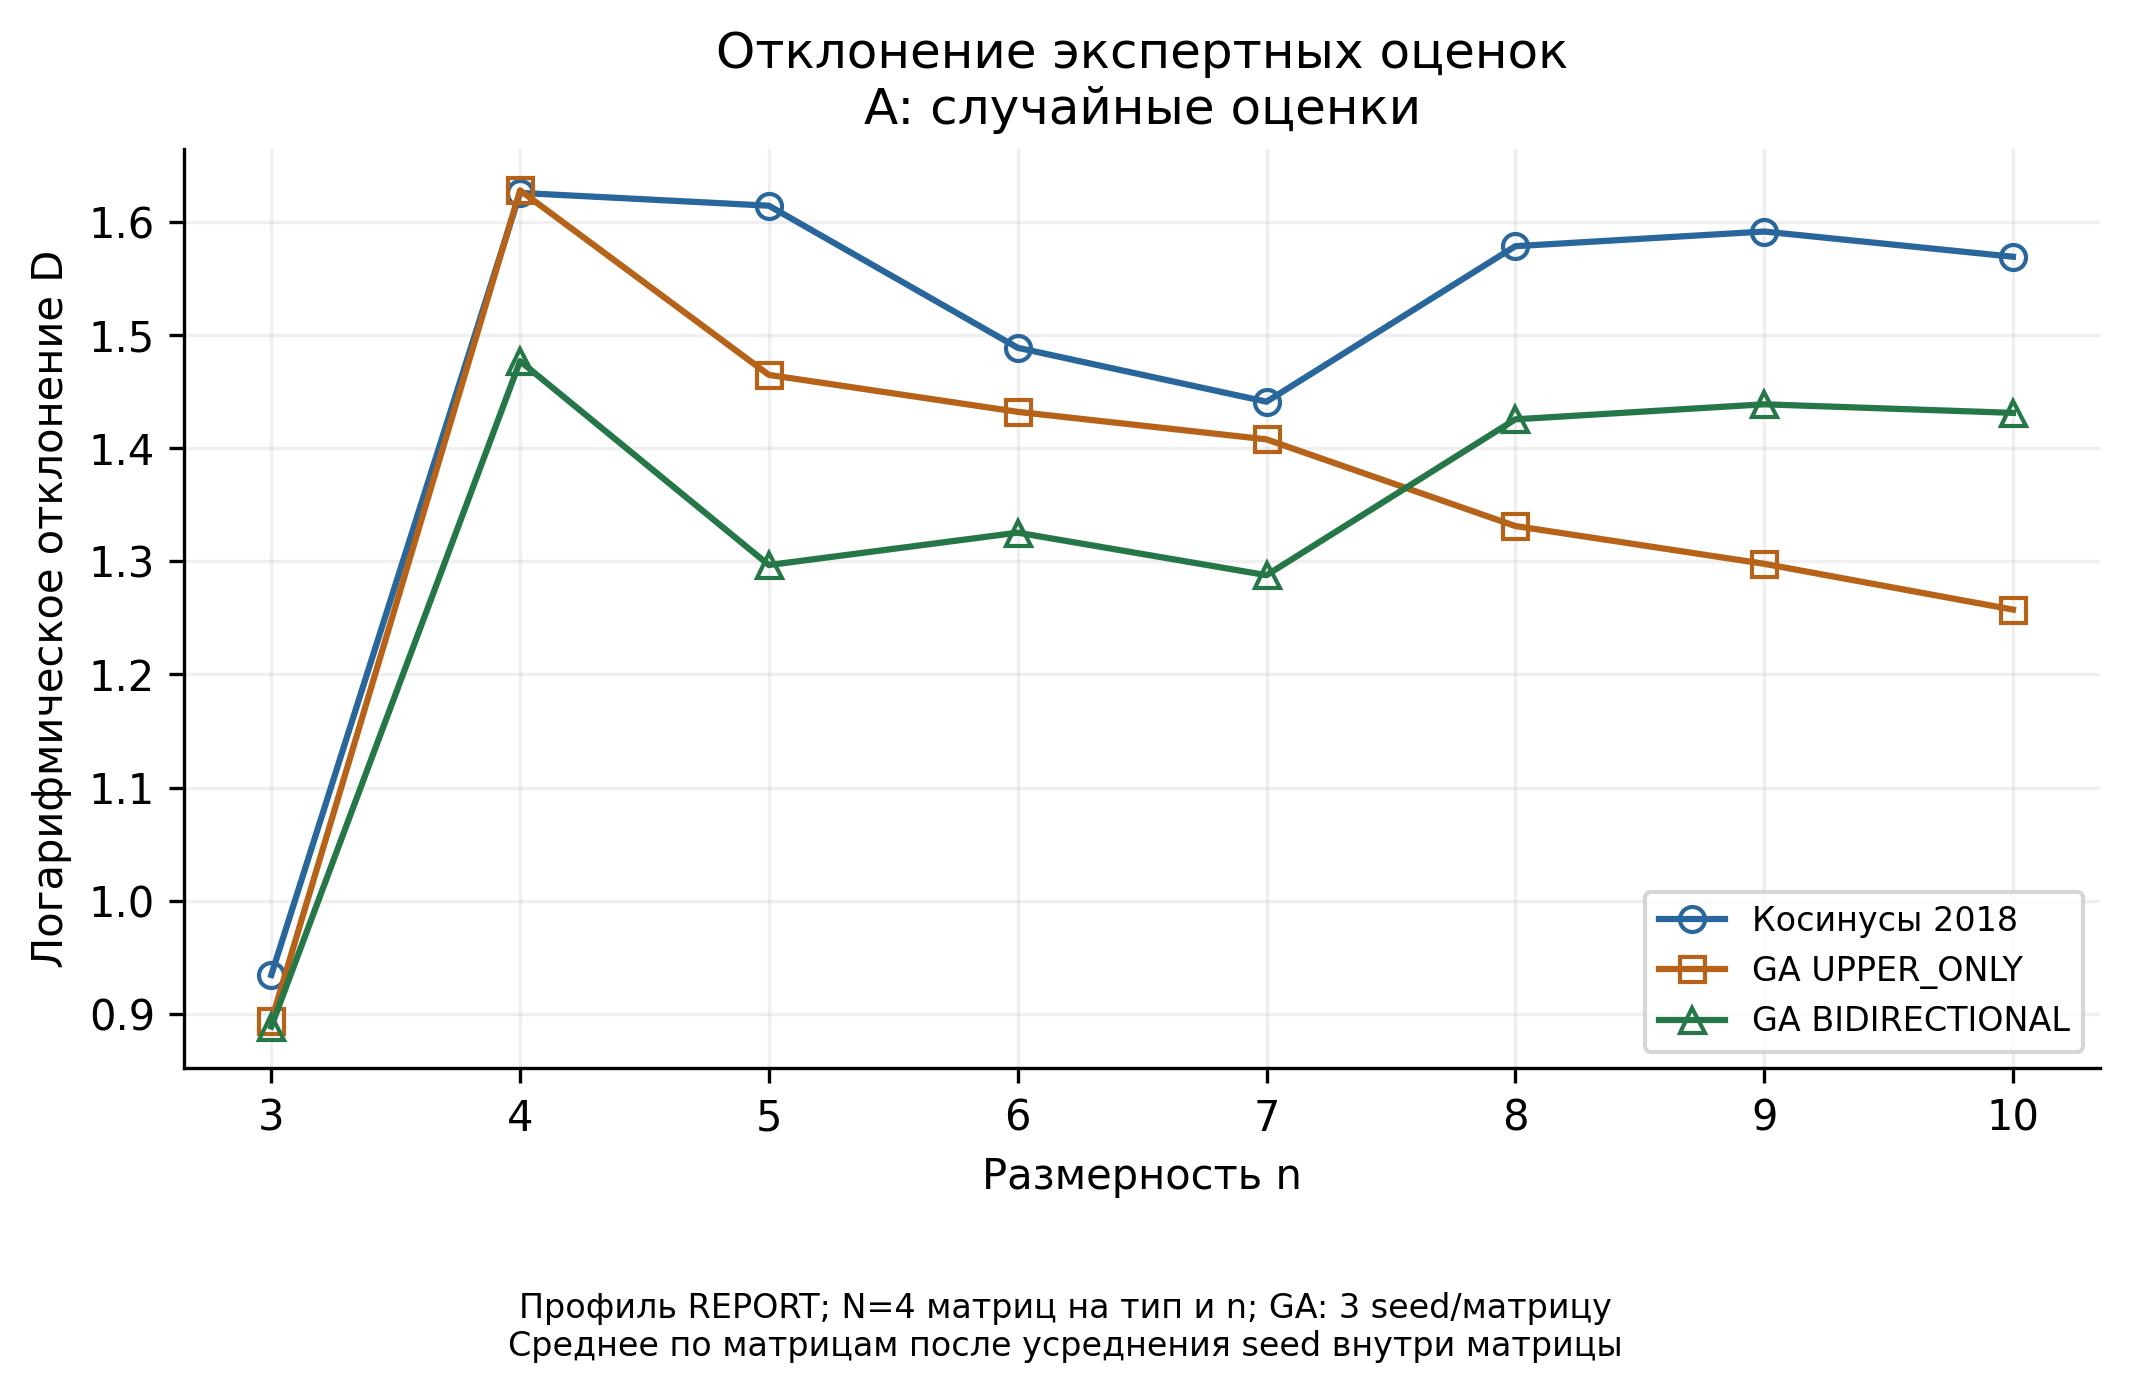 Отклонение экспертных оценок
A: случайные оценки
Логарифмическое отклонение D
1.6
1.5
1.4
1.3
1.2
1.1
1.0
0.9
Косинусы 2018
GA UPPER_ONLY
GA BIDIRECTIONAL
3 4 5 6 7 8 9 10
Размерность n
Профиль REPORT; N=4 матриц на тип и n; GA: 3 seed/матрицу
Среднее по матрицам после усреднения seed внутри матрицы